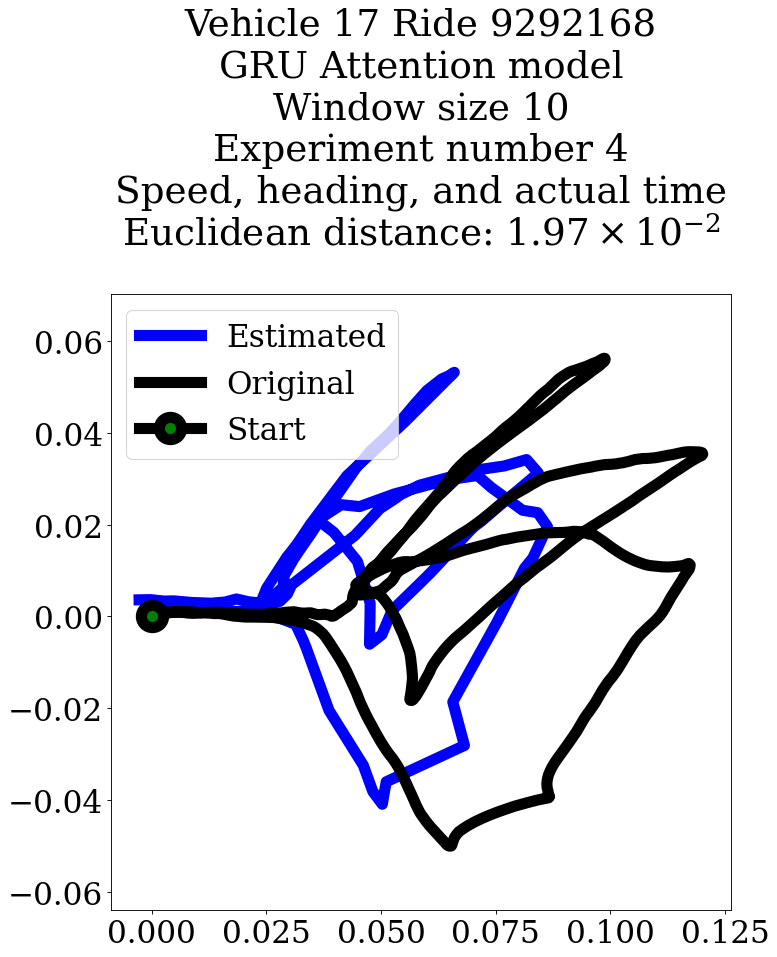 Vehicle 17 Ride 9292168
GRU Attention model
Window size 10
Experiment number 4
Speed, heading, and actual time
Euclidean distance: 1.97 × 10⁻²
Estimated
Original
Start
0.06
0.04
0.02
0.00
−0.02
−0.04
−0.06
0.000 0.025 0.050 0.075 0.100 0.125